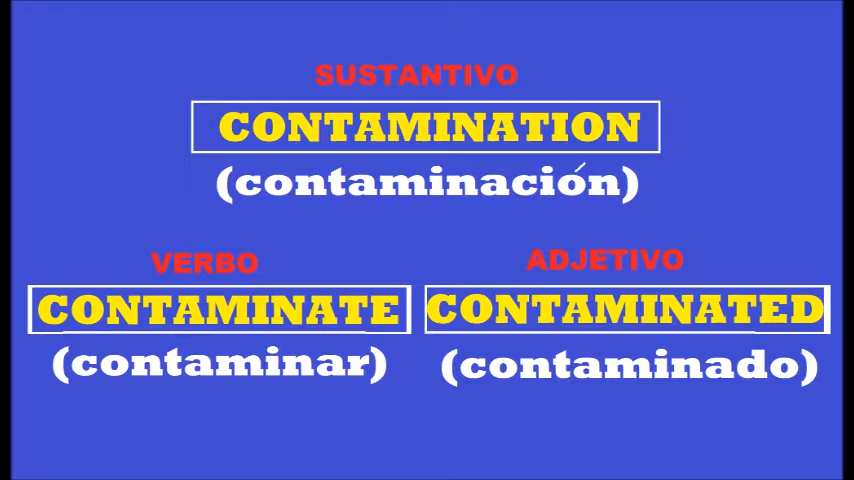 SUSTANTIVO
CONTAMINATION
(contaminación)
VERBO
CONTAMINATE
(contaminar)
ADJETIVO
CONTAMINATED
(contaminado)